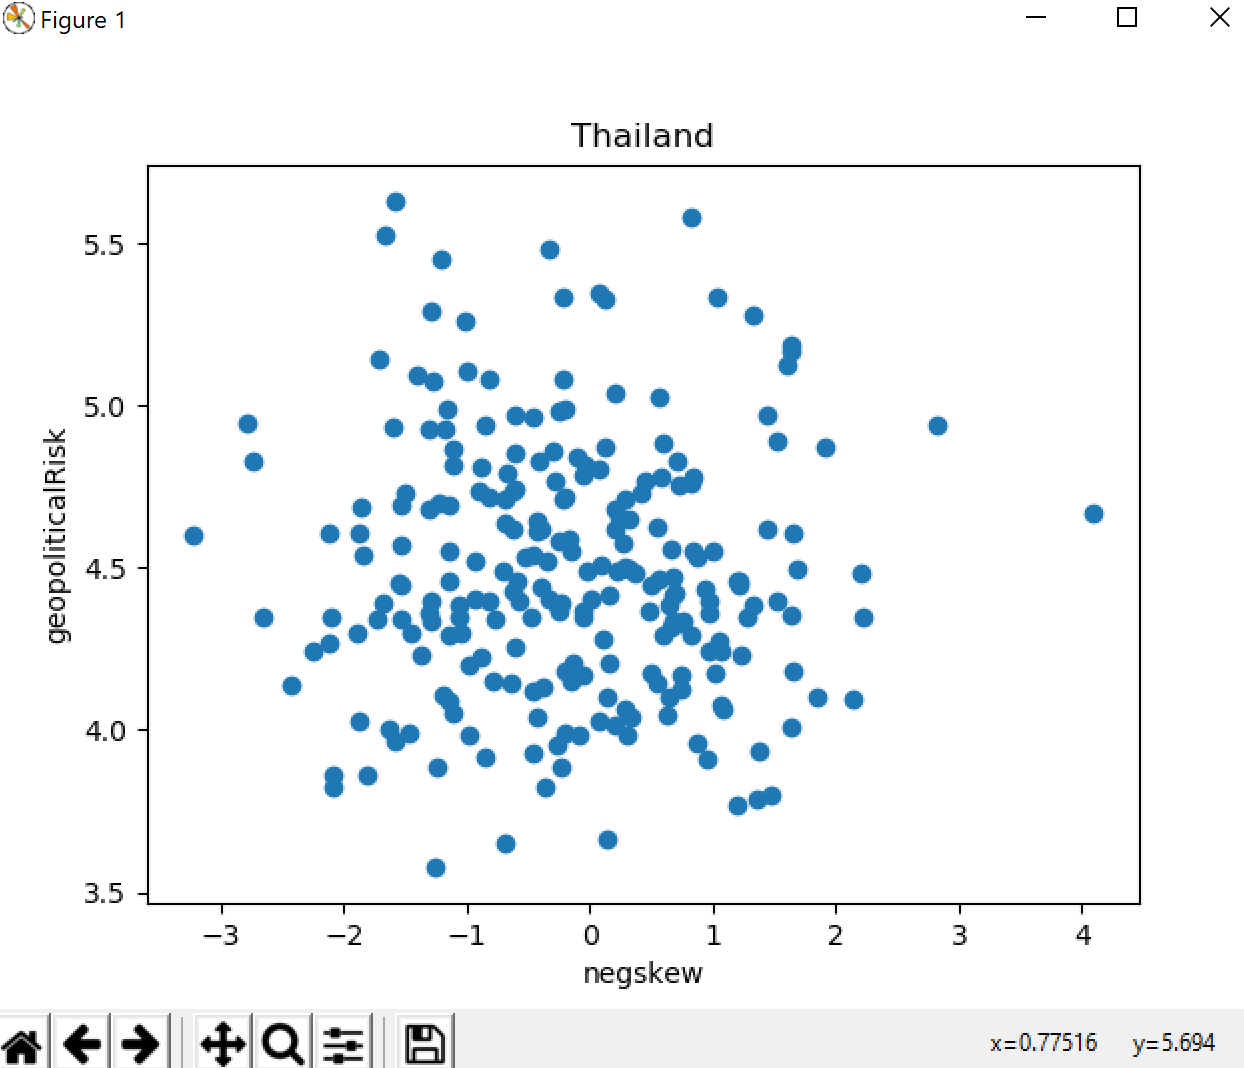 Figure 1
Thailand
5.5
5.0
4.5
4.0
3.5
geopoliticalRisk
−3 −2 −1 0 1 2 3 4
negskew
x=0.77516 y=5.694